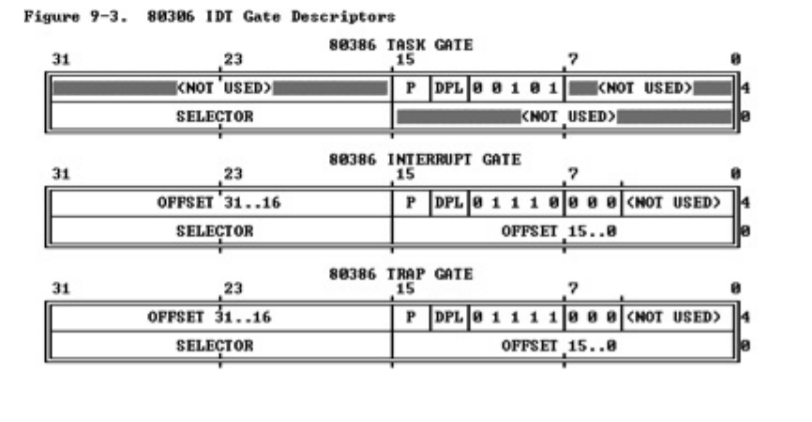 Figure 9-3. 80306 IDT Gate Descriptors
80386 TASK GATE
31 23 15 7 0
(NOT USED) P DPL 0 0 1 0 1 (NOT USED) 4
SELECTOR (NOT USED) 0
80386 INTERRUPT GATE
31 23 15 7 0
OFFSET 31..16 P DPL 0 1 1 1 0 0 0 0 (NOT USED) 4
SELECTOR OFFSET 15..0 0
80386 TRAP GATE
31 23 15 7 0
OFFSET 31..16 P DPL 0 1 1 1 1 0 0 0 (NOT USED) 4
SELECTOR OFFSET 15..0 0